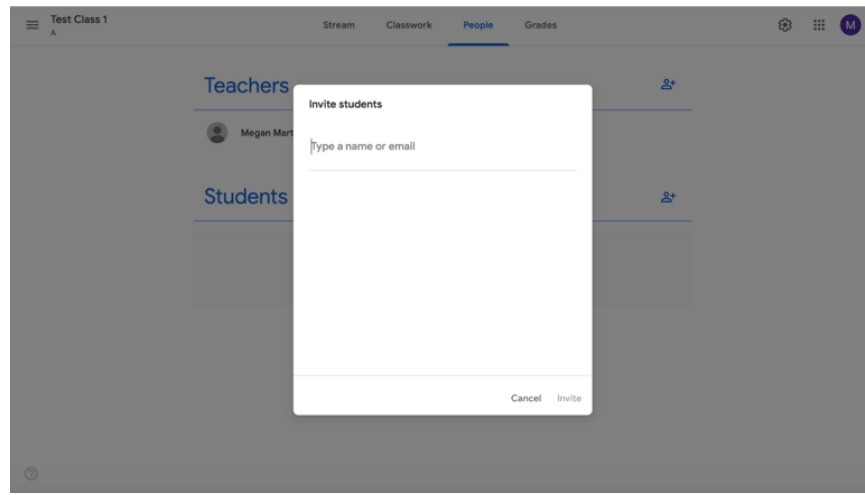 Test Class 1
A
Stream Classwork People Grades
M
Teachers
Megan Mart
Students
Invite students
Type a name or email
Cancel Invite